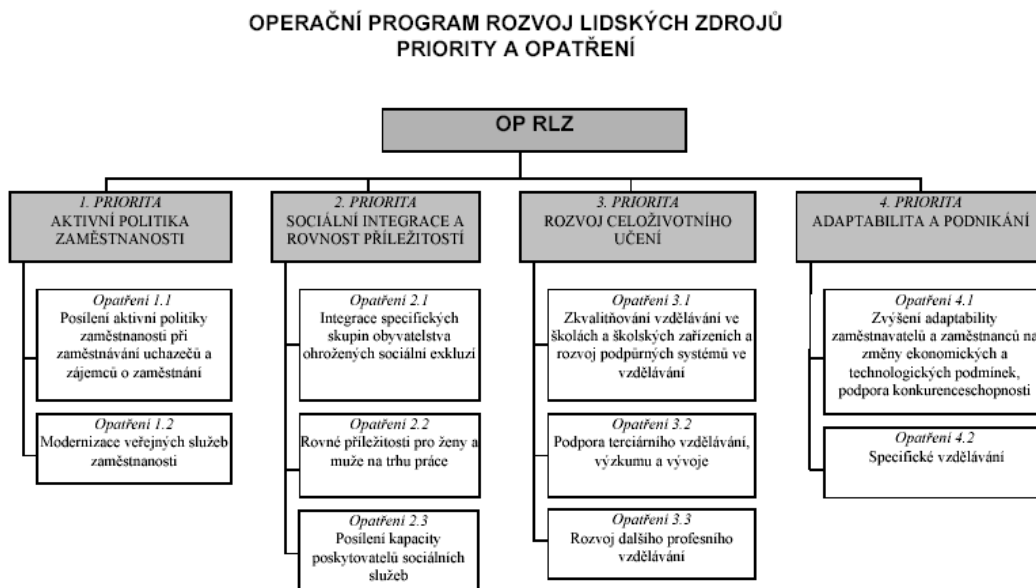 OPERAČNÍ PROGRAM ROZVOJ LIDSKÝCH ZDROJŮ
PRIORITY A OPATŘENÍ
OP RLZ
1. PRIORITA
AKTIVNÍ POLITIKA
ZAMĚSTNANOSTI
Opatření 1.1
Posílení aktivní politiky
zaměstnanosti při
zaměstnávání uchazečů a
zájemců o zaměstnání
Opatření 1.2
Modernizace veřejných služeb
zaměstnanosti
2. PRIORITA
SOCIÁLNÍ INTEGRACE A
ROVNOST PŘÍLEŽITOSTÍ
Opatření 2.1
Integrace specifických
skupin obyvatelstva
ohrožených sociální exkluzí
Opatření 2.2
Rovné příležitosti pro ženy a
muže na trhu práce
Opatření 2.3
Posílení kapacity
poskytovatelů sociálních
služeb
3. PRIORITA
ROZVOJ CELOŽIVOTNÍHO
UČENÍ
Opatření 3.1
Zkvalitňování vzdělávání ve
školách a školských zařízeních a
rozvoj podpůrných systémů ve
vzdělávání
Opatření 3.2
Podpora terciárního vzdělávání,
výzkumu a vývoje
Opatření 3.3
Rozvoj dalšího profesního
vzdělávání
4. PRIORITA
ADAPTABILITA A PODNIKÁNÍ
Opatření 4.1
Zvýšení adaptability
zaměstnavatelů a zaměstnanců na
změny ekonomických a
technologických podmínek,
podpora konkurenceschopnosti
Opatření 4.2
Specifické vzdělávání